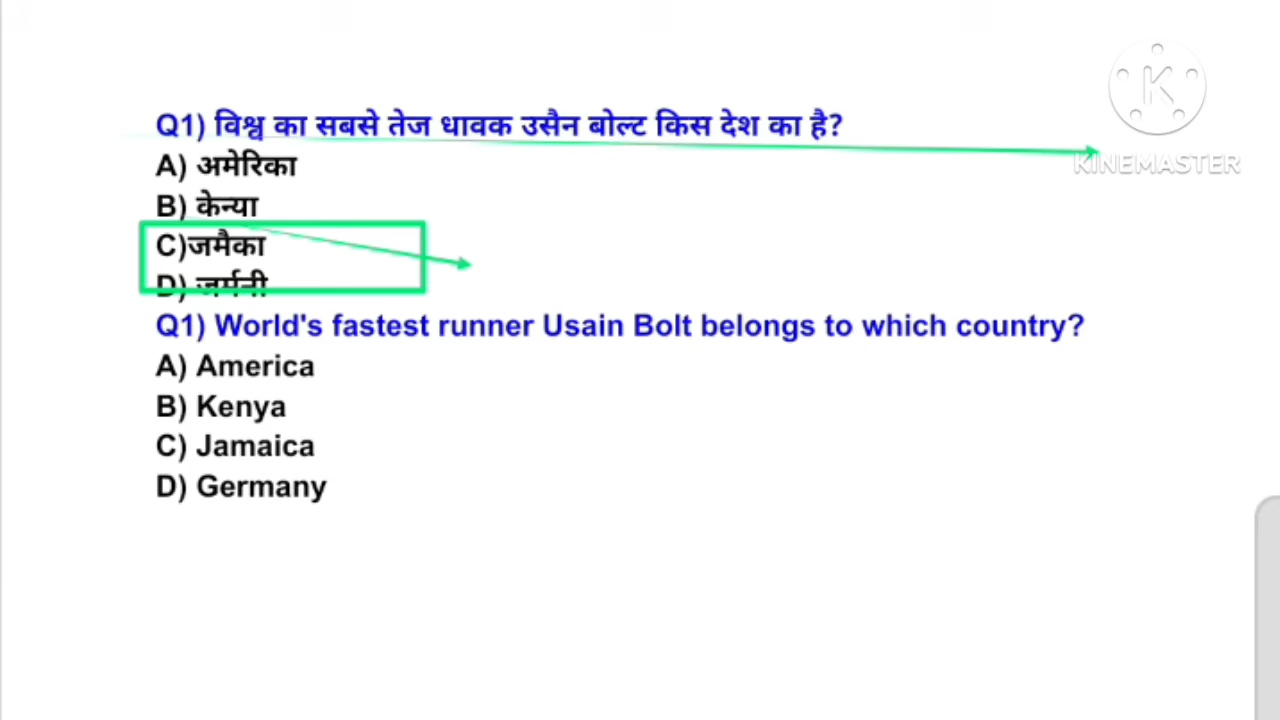 Q1) विश्व का सबसे तेज धावक उसैन बोल्ट किस देश का है?
A) अमेरिका
B) केन्या
C)जमैका
D) जर्मनी
Q1) World's fastest runner Usain Bolt belongs to which country?
A) America
B) Kenya
C) Jamaica
D) Germany
K
KINEMASTER